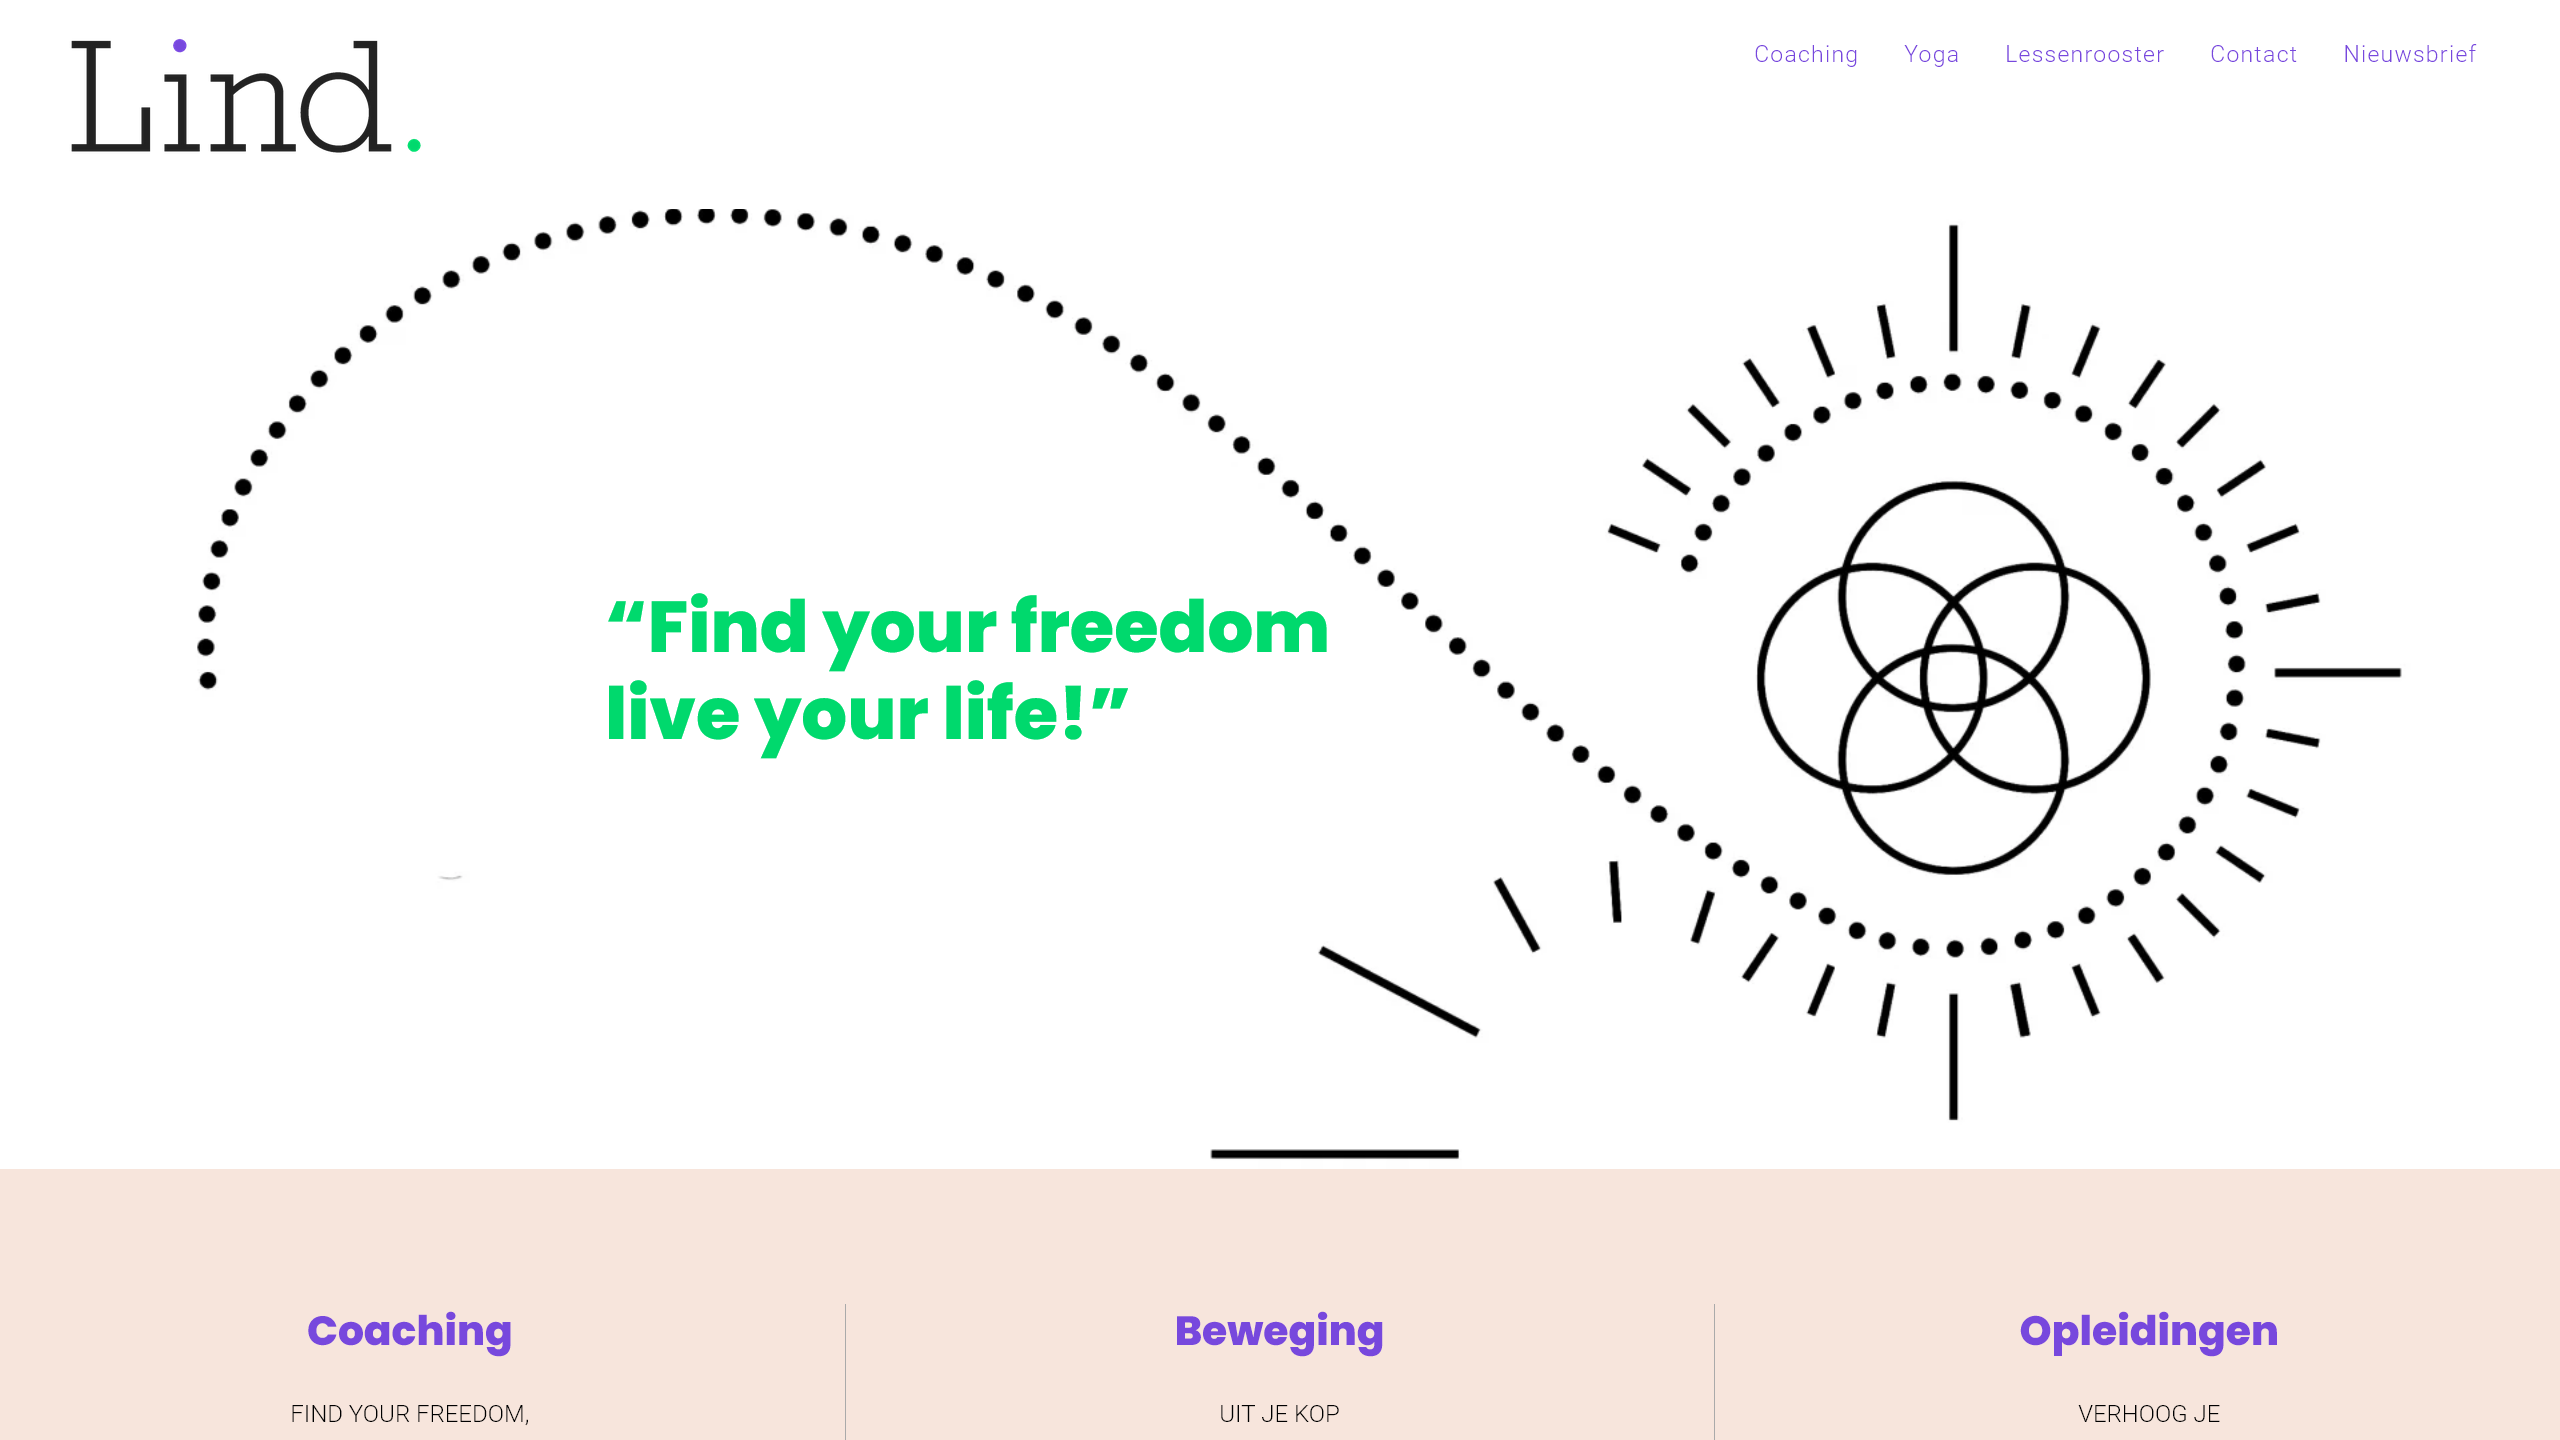 Lind.
Coaching Yoga Lessenrooster Contact Nieuwsbrief
“Find your freedom
live your life!”
Coaching
FIND YOUR FREEDOM,
Beweging
UIT JE KOP
Opleidingen
VERHOOG JE